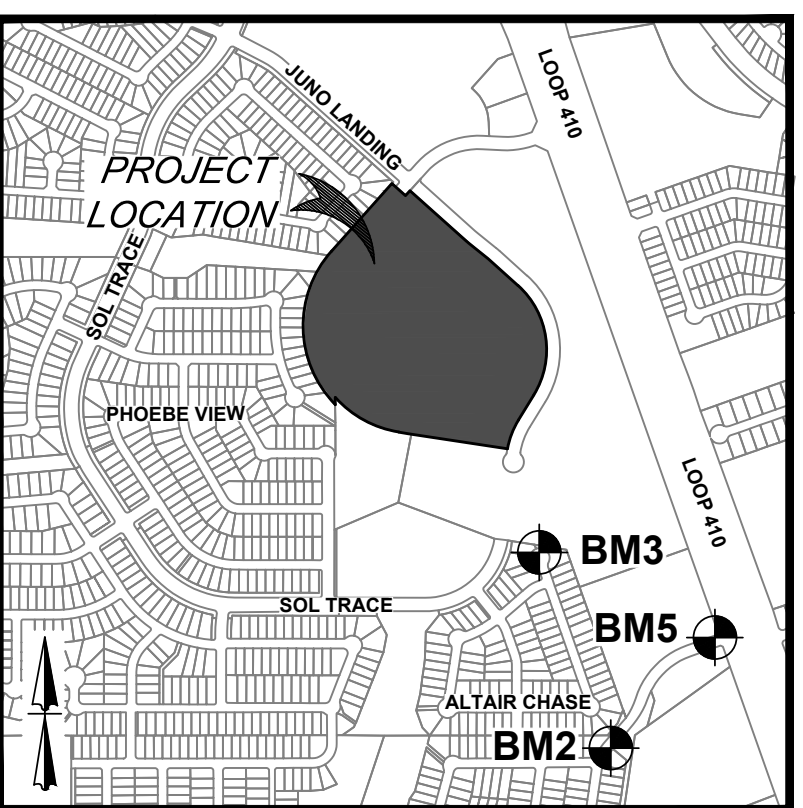 LOOP 410
JUNO LANDING
PROJECT
LOCATION
SOL TRACE
PHOEBE VIEW
LOOP 410
BM3
SOL TRACE
BM5
ALTAIR CHASE
BM2